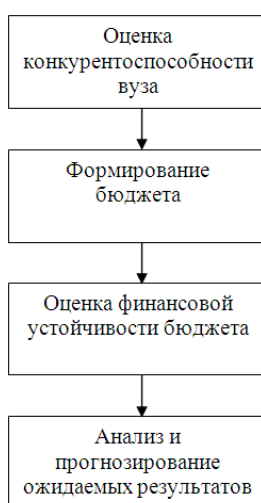 Оценка
конкурентоспособности
вуза
Формирование
бюджета
Оценка финансовой
устойчивости бюджета
Анализ и
прогнозирование
ожидаемых результатов